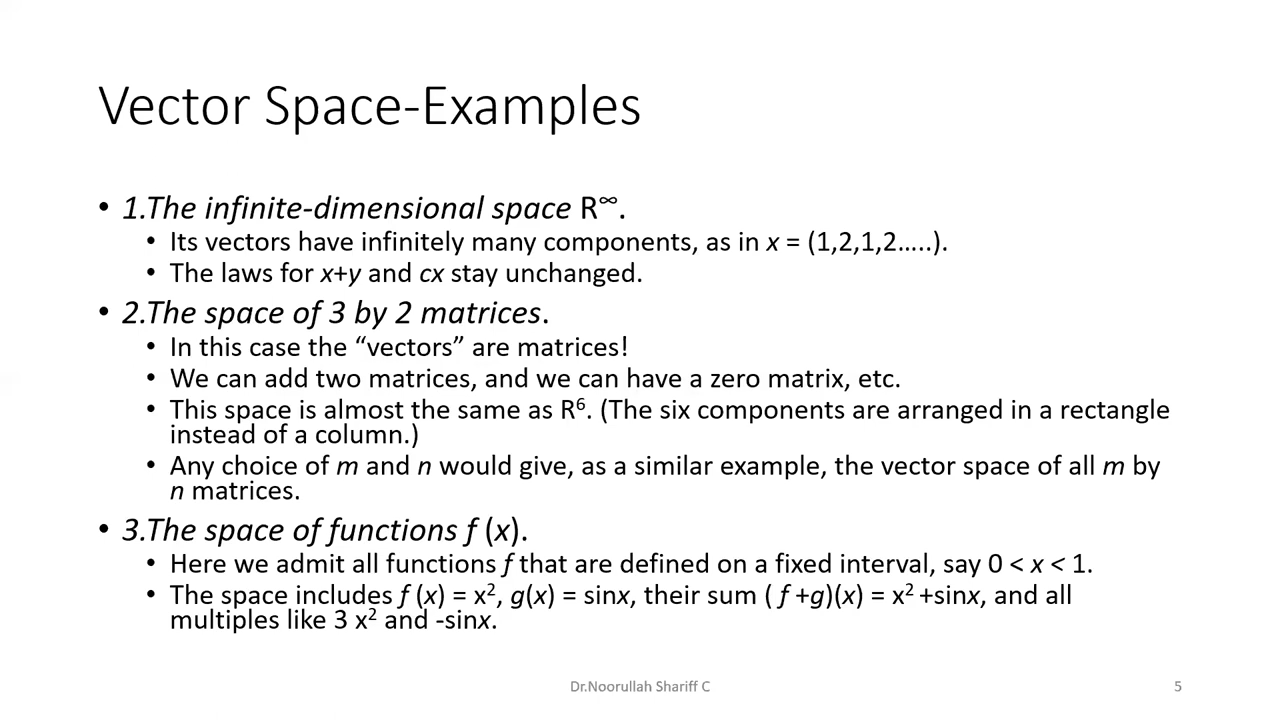 Vector Space-Examples
• 1.The infinite-dimensional space R∞.
• Its vectors have infinitely many components, as in x = (1,2,1,2…..).
• The laws for x+y and cx stay unchanged.
• 2.The space of 3 by 2 matrices.
• In this case the “vectors” are matrices!
• We can add two matrices, and we can have a zero matrix, etc.
• This space is almost the same as R⁶. (The six components are arranged in a rectangle
instead of a column.)
• Any choice of m and n would give, as a similar example, the vector space of all m by
n matrices.
• 3.The space of functions f (x).
• Here we admit all functions f that are defined on a fixed interval, say 0 < x < 1.
• The space includes f (x) = x², g(x) = sinx, their sum ( f +g)(x) = x² +sinx, and all
multiples like 3 x² and -sinx.
Dr.Noorullah Shariff C
5